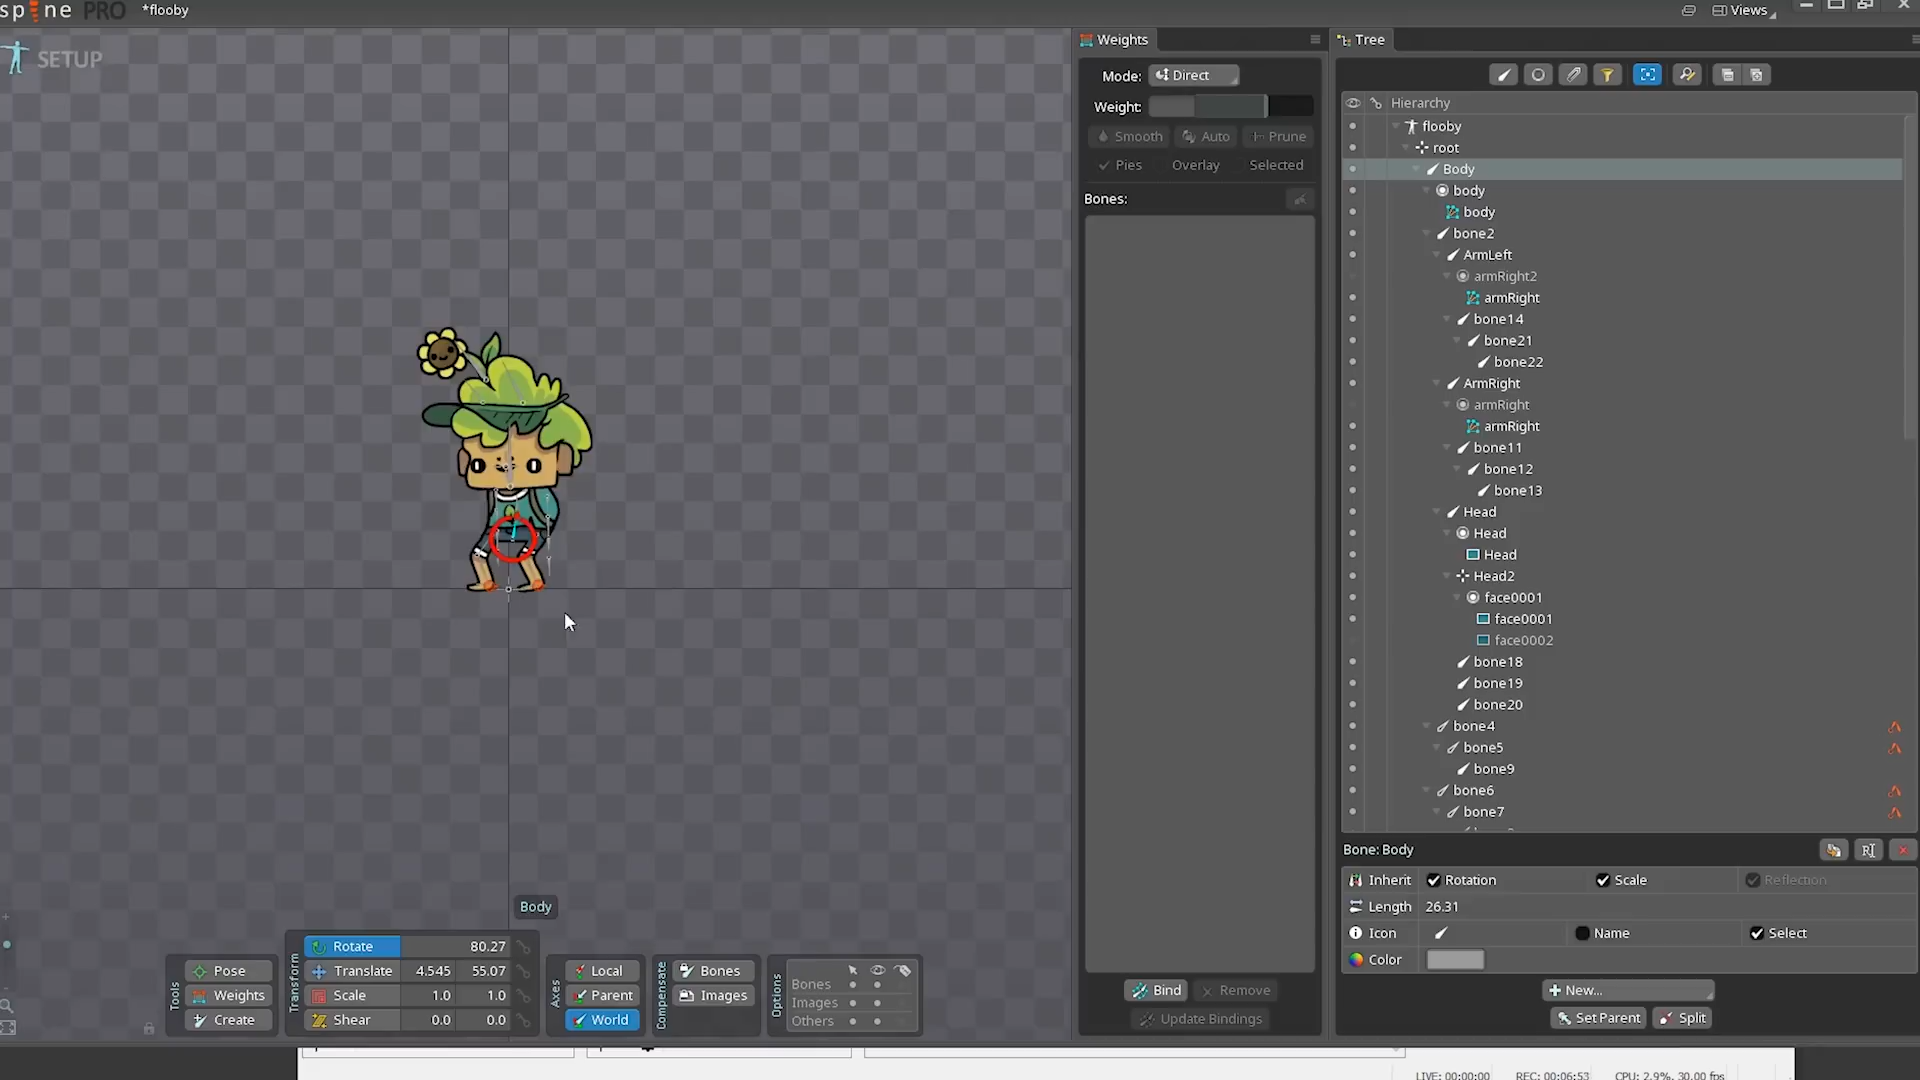 spine PRO *flooby
Views
SETUP
Weights
Mode: Direct
Weight:
Smooth Auto Prune
Pies Overlay Selected
Bones:
Bind Remove
Update Bindings
Tree
Hierarchy
flooby
root
Body
body
body
bone2
ArmLeft
armRight2
armRight
bone14
bone21
bone22
ArmRight
armRight
armRight
bone11
bone12
bone13
Head
Head
Head
Head2
face0001
face0001
face0002
bone18
bone19
bone20
bone4
bone5
bone9
bone6
bone7
Bone: Body
Inherit Rotation Scale Reflection
Length 26.31
Icon Name Select
Color
New...
Set Parent Split
Body
Tools
Pose
Weights
Create
Transform
Rotate 80.27
Translate 4.545 55.07
Scale 1.0 1.0
Shear 0.0 0.0
Axes
Local
Parent
World
Compensate
Bones
Images
Options
Bones
Images
Others
LIVE: 00:00:00 REC: 00:06:53 CPU: 2.9%, 30.00 fps